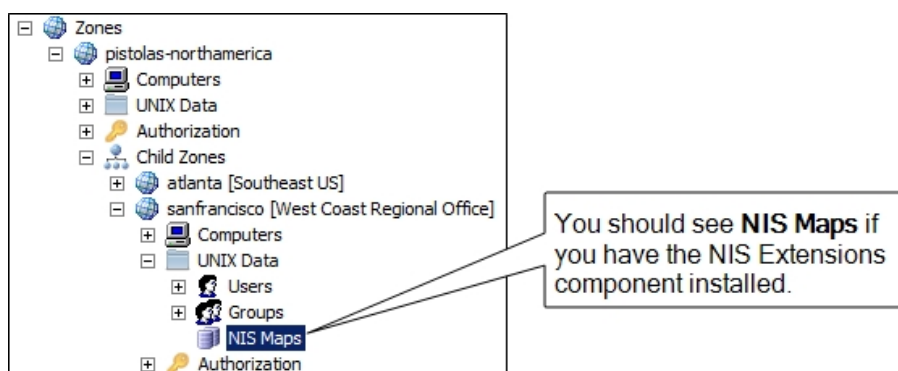 Zones
pistolas-northamerica
Computers
UNIX Data
Authorization
Child Zones
atlanta [Southeast US]
sanfrancisco [West Coast Regional Office]
Computers
UNIX Data
Users
Groups
NIS Maps
Authorization
You should see NIS Maps if
you have the NIS Extensions
component installed.